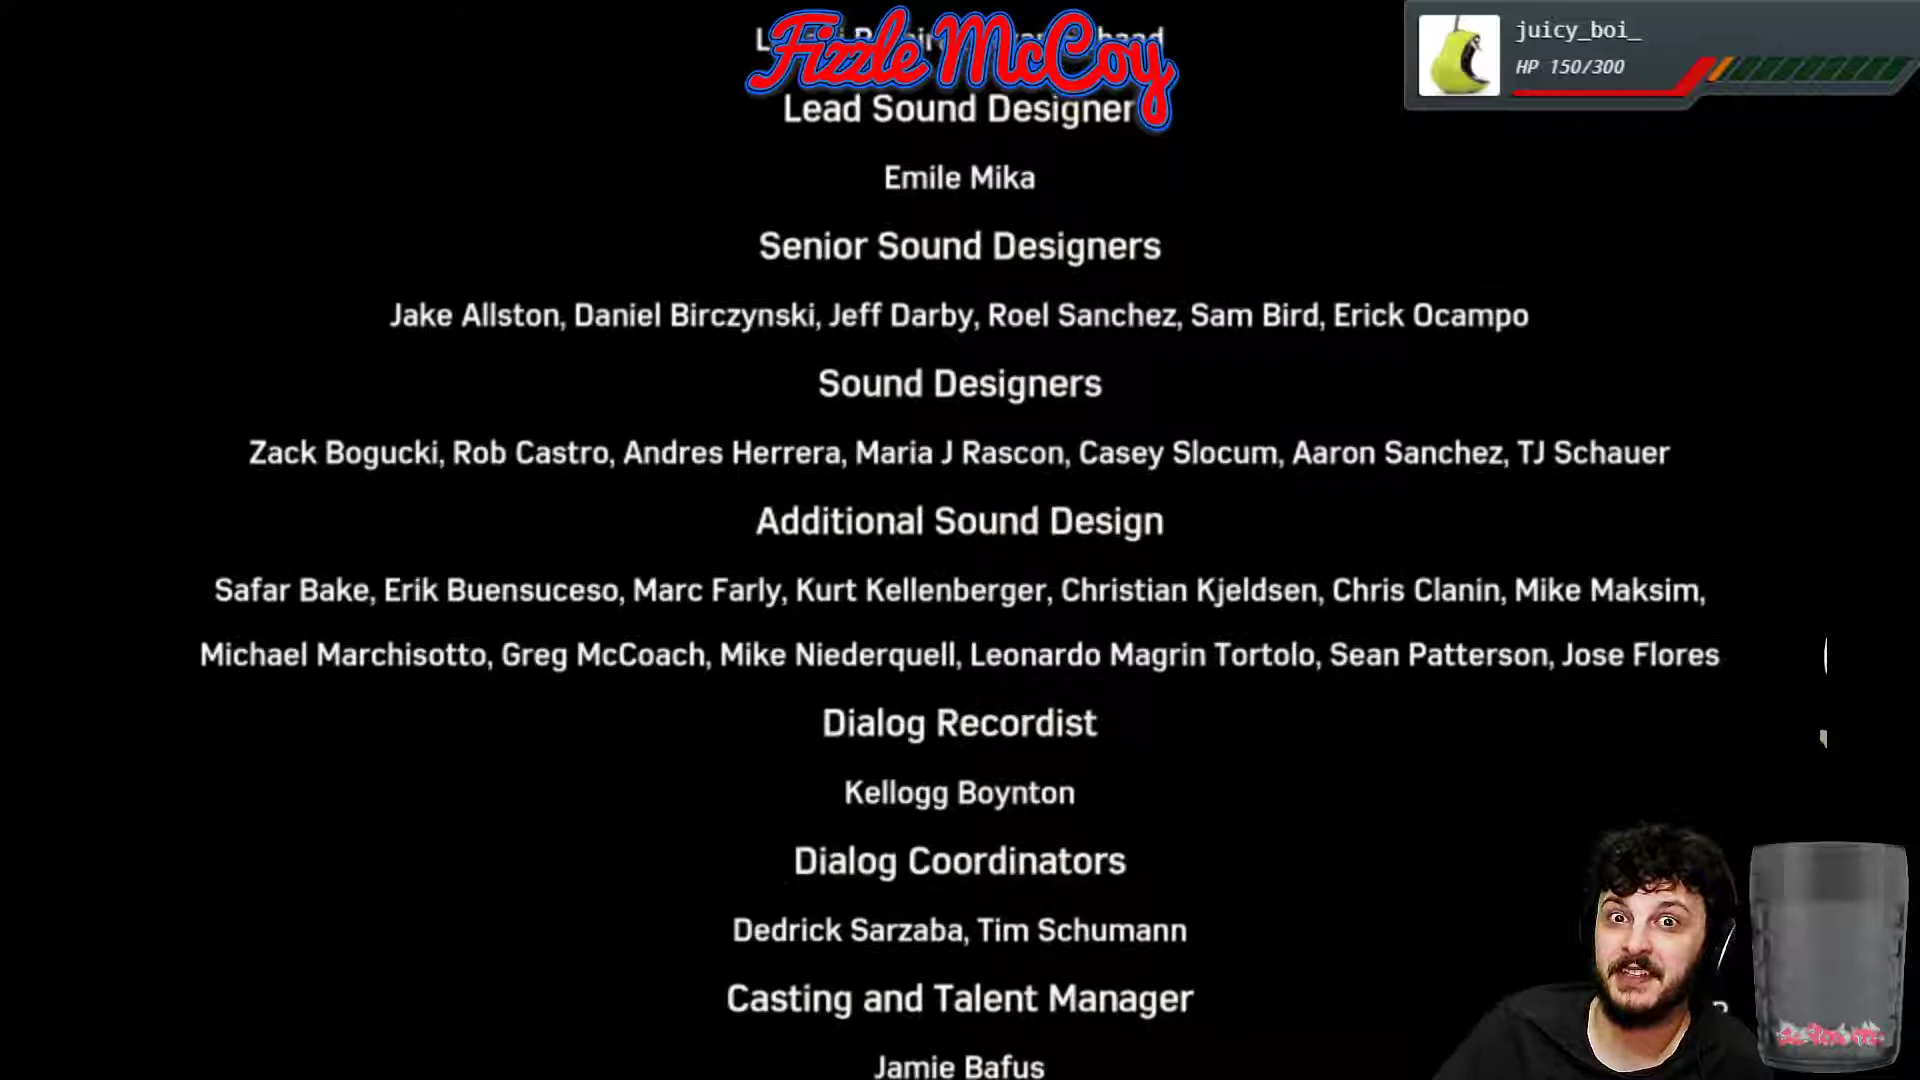 Fizzle McCoy
juicy_boi_
HP 150/300
Lead Sound Designer
Emile Mika
Senior Sound Designers
Jake Allston, Daniel Birczynski, Jeff Darby, Roel Sanchez, Sam Bird, Erick Ocampo
Sound Designers
Zack Bogucki, Rob Castro, Andres Herrera, Maria J Rascon, Casey Slocum, Aaron Sanchez, TJ Schauer
Additional Sound Design
Safar Bake, Erik Buensuceso, Marc Farly, Kurt Kellenberger, Christian Kjeldsen, Chris Clanin, Mike Maksim,
Michael Marchisotto, Greg McCoach, Mike Niederquell, Leonardo Magrin Tortolo, Sean Patterson, Jose Flores
Dialog Recordist
Kellogg Boynton
Dialog Coordinators
Dedrick Sarzaba, Tim Schumann
Casting and Talent Manager
Jamie Bafus